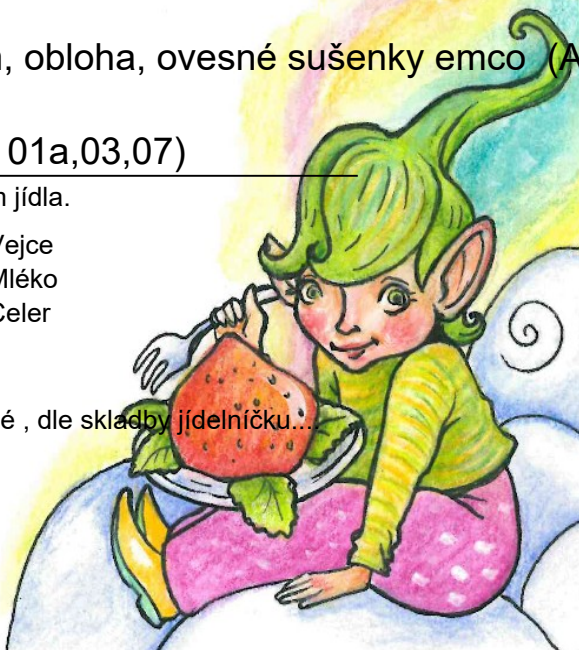 , obloha, ovesné sušenky emco (A
01a,03,07)
jídla.
Vejce
Mléko
Celer
é , dle skladby jídelníčku....